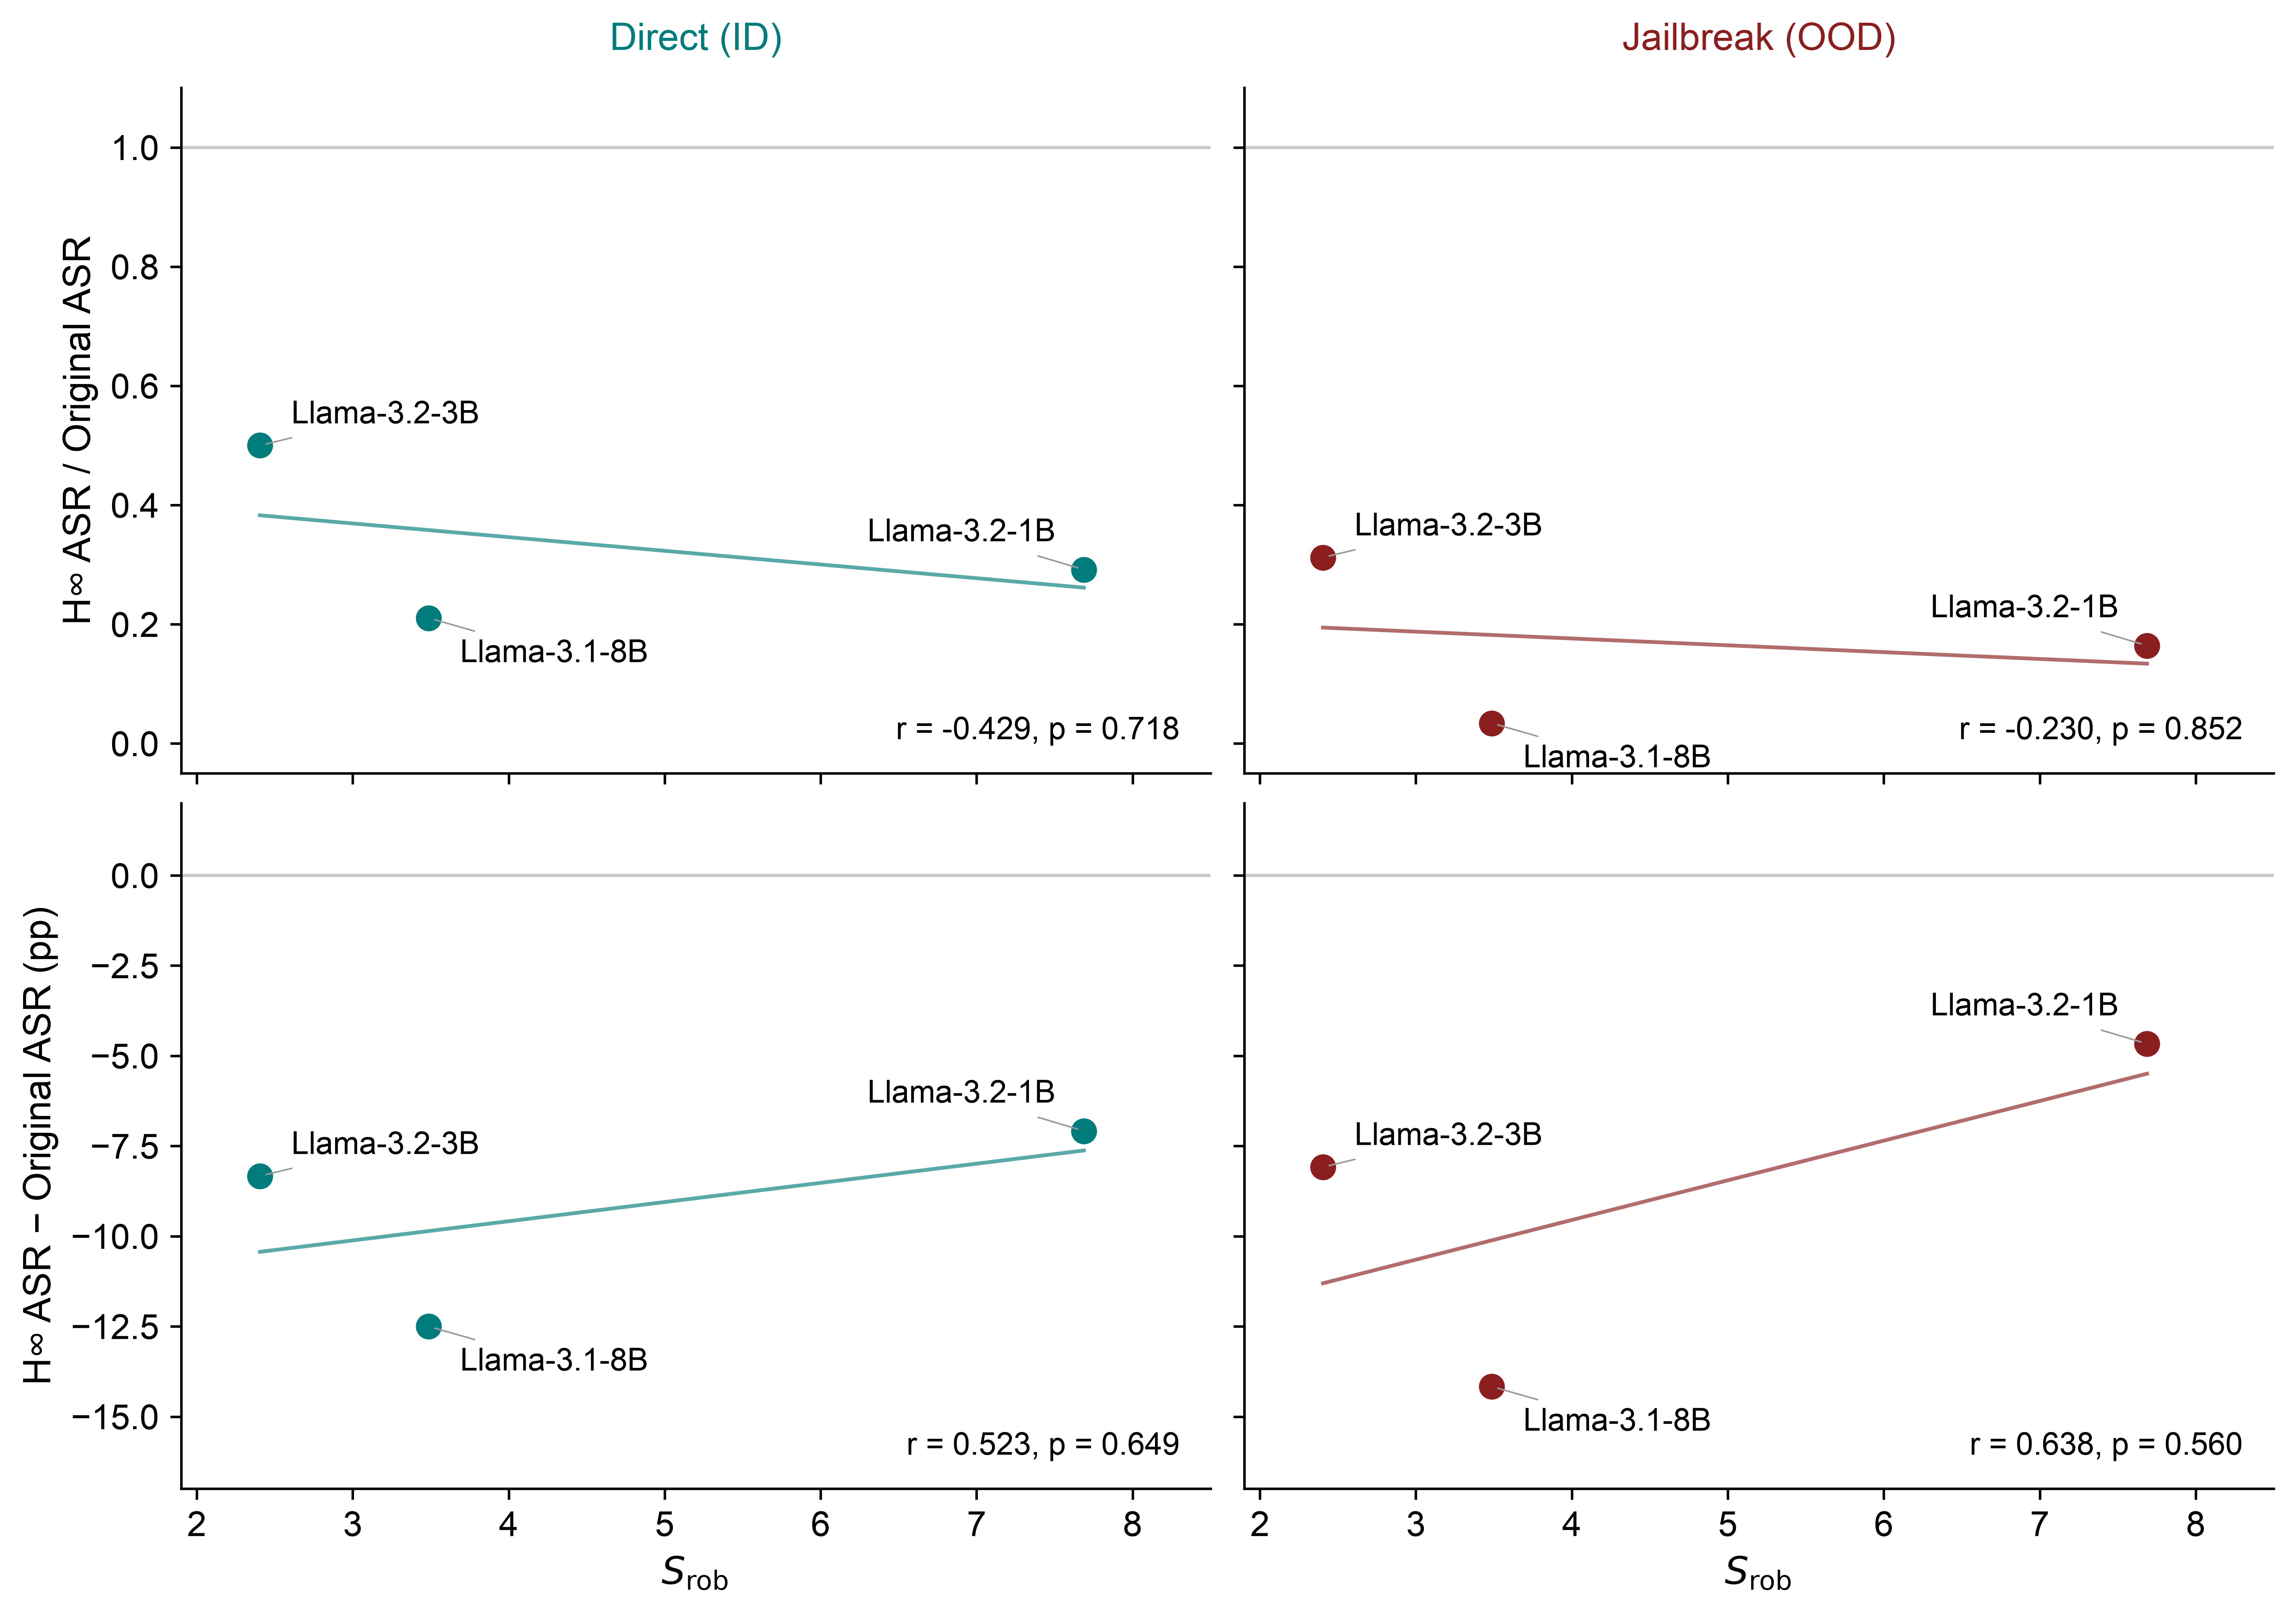 Direct (ID)
Jailbreak (OOD)
H∞ ASR / Original ASR
1.0
0.8
0.6
0.4
0.2
0.0
Llama-3.2-3B
Llama-3.2-1B
Llama-3.1-8B
r = -0.429, p = 0.718
Llama-3.2-3B
Llama-3.2-1B
Llama-3.1-8B
r = -0.230, p = 0.852
H∞ ASR − Original ASR (pp)
0.0
−2.5
−5.0
−7.5
−10.0
−12.5
−15.0
Llama-3.2-1B
Llama-3.2-3B
Llama-3.1-8B
r = 0.523, p = 0.649
2 3 4 5 6 7 8
S_rob
Llama-3.2-1B
Llama-3.2-3B
Llama-3.1-8B
r = 0.638, p = 0.560
2 3 4 5 6 7 8
S_rob